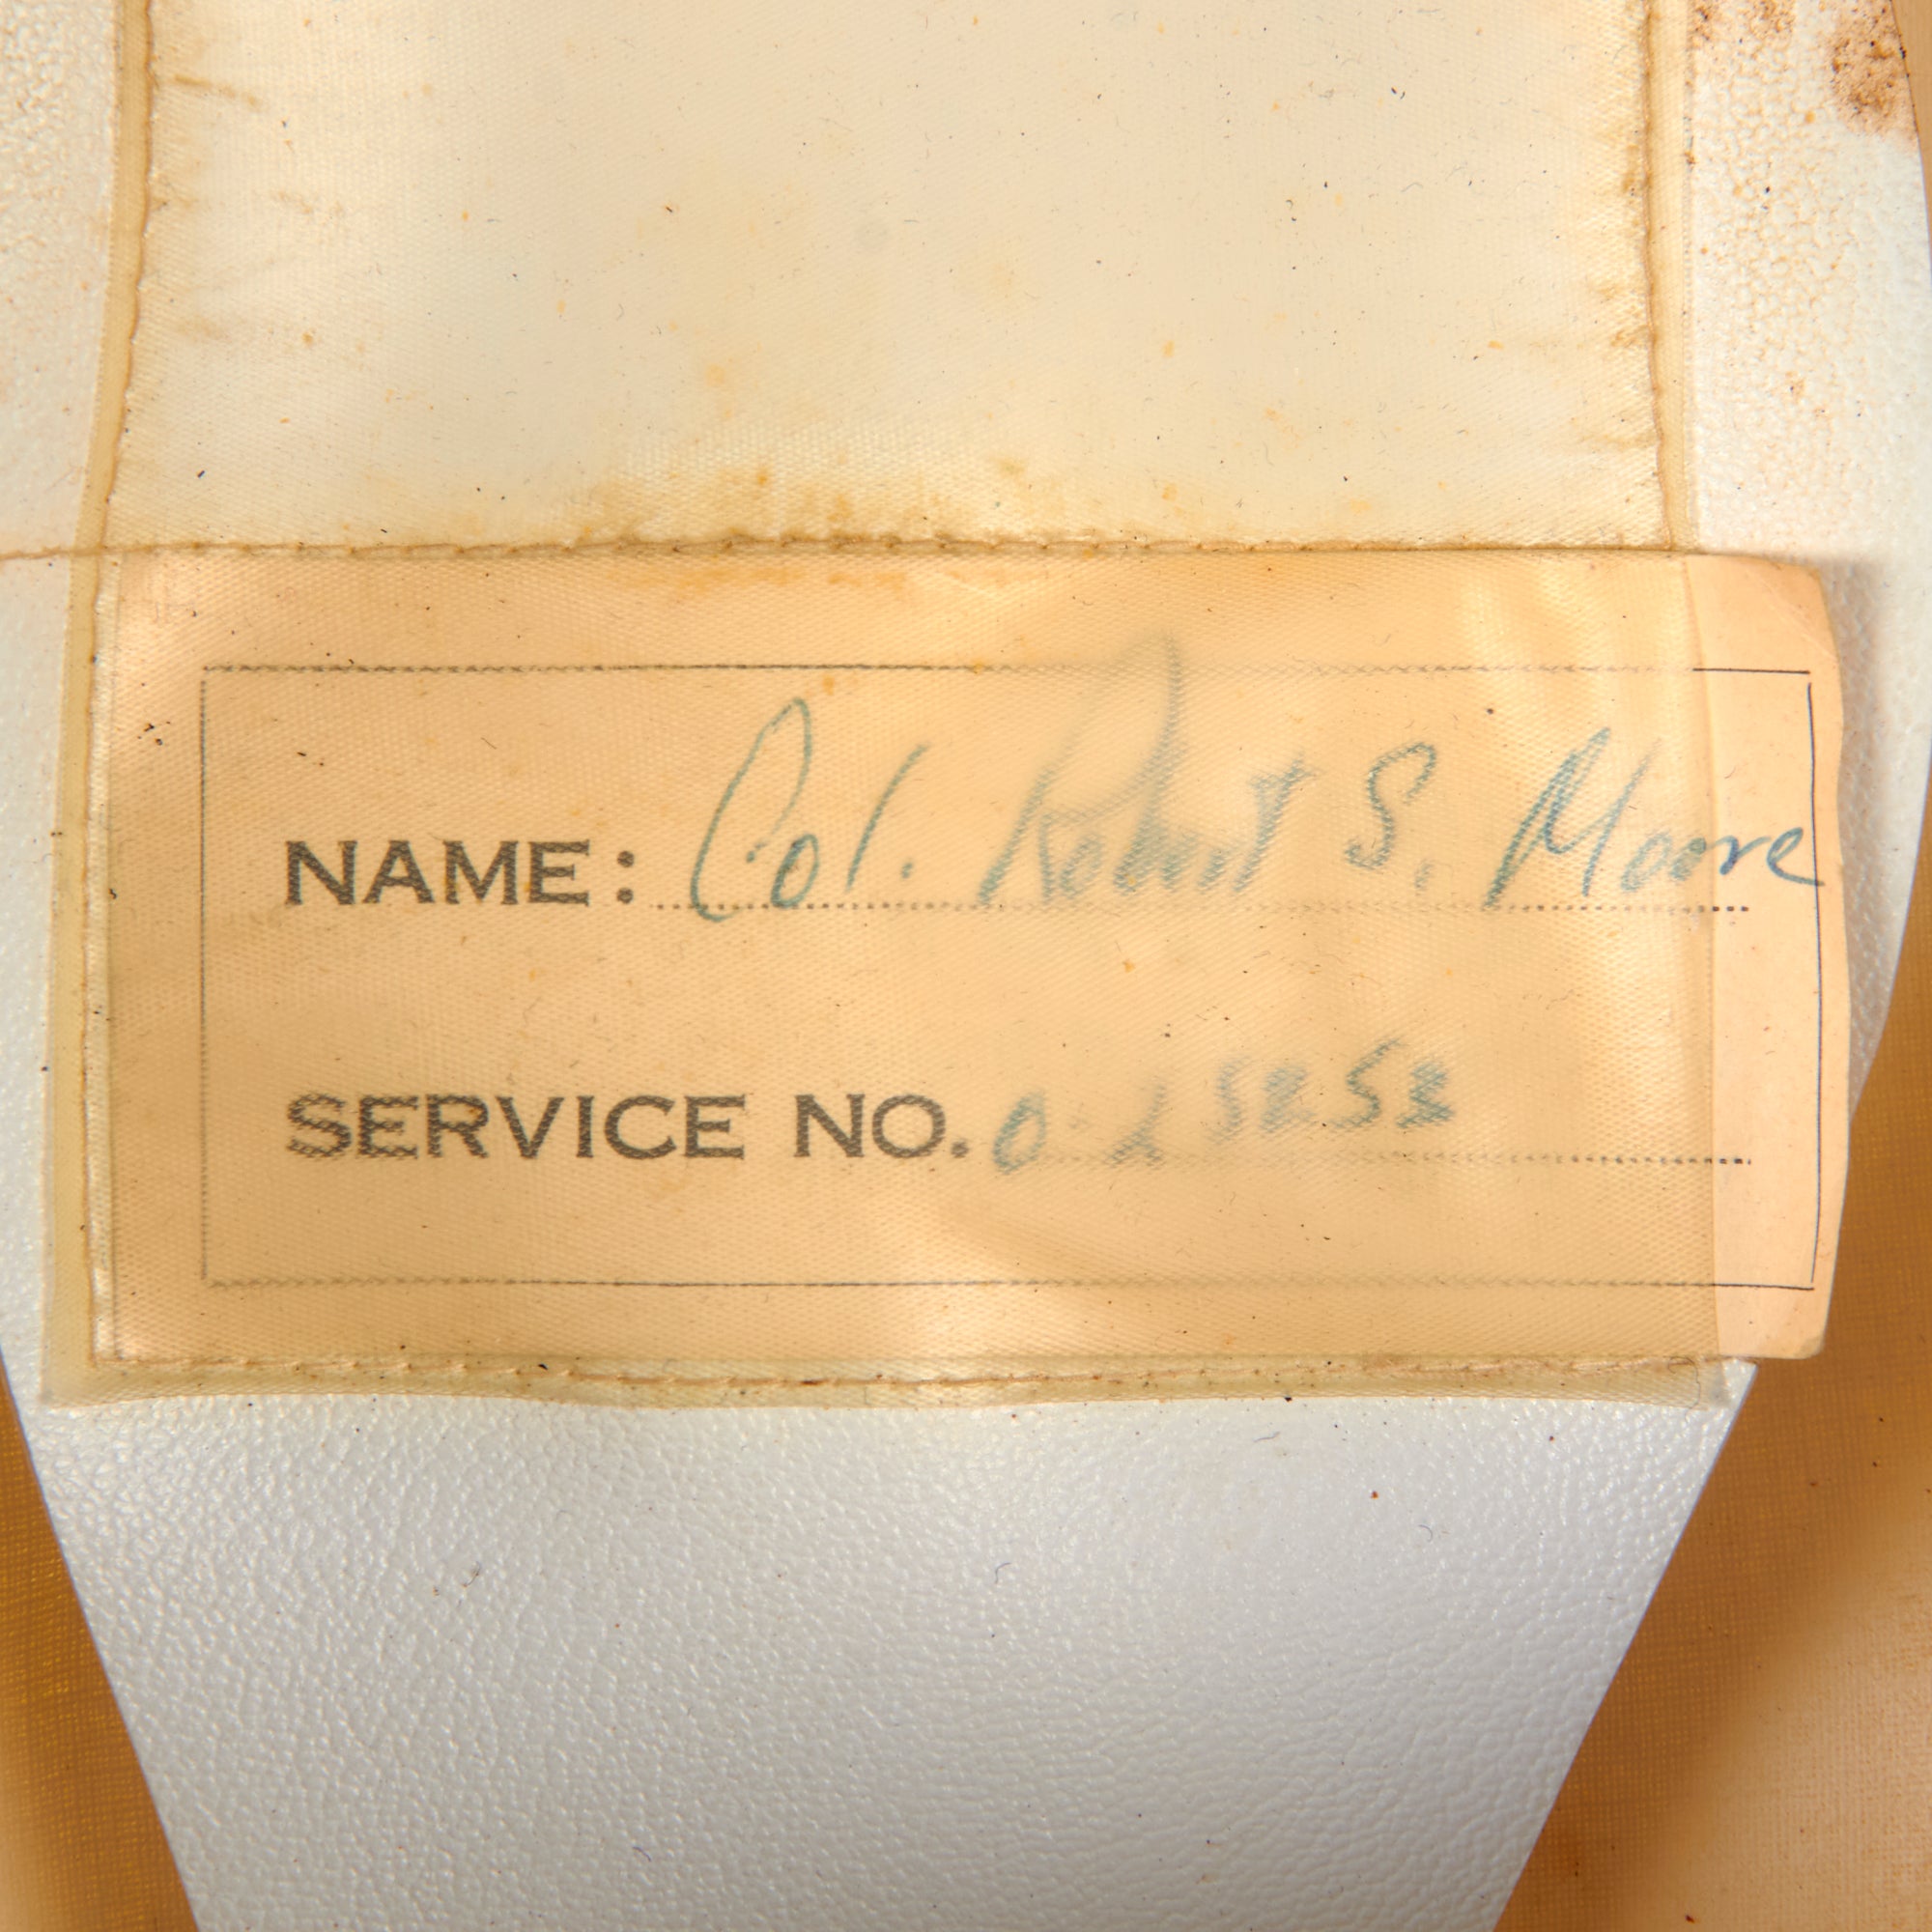 NAME: Col. Robert S. Moore
SERVICE NO.